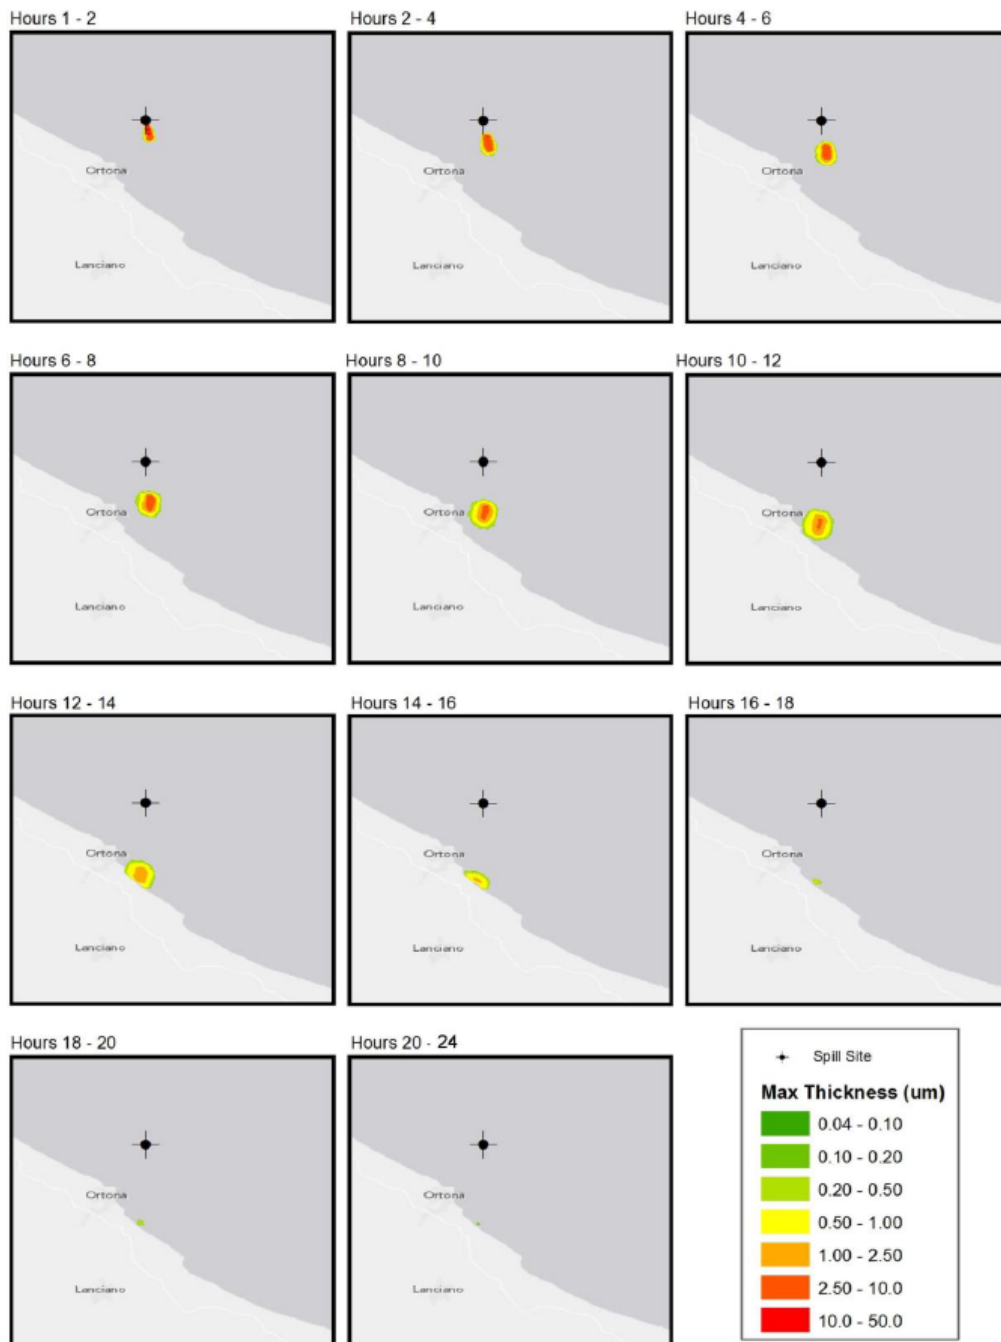 Hours 1 - 2
Hours 2 - 4
Hours 4 - 6
Ortona
Lanciano
Ortona
Lanciano
Ortona
Lanciano
Hours 6 - 8
Hours 8 - 10
Hours 10 - 12
Ortona
Lanciano
Ortona
Lanciano
Ortona
Lanciano
Hours 12 - 14
Hours 14 - 16
Hours 16 - 18
Ortona
Lanciano
Ortona
Lanciano
Ortona
Lanciano
Hours 18 - 20
Hours 20 - 24
Ortona
Lanciano
Ortona
Lanciano
Spill Site
Max Thickness (um)
0.04 - 0.10
0.10 - 0.20
0.20 - 0.50
0.50 - 1.00
1.00 - 2.50
2.50 - 10.0
10.0 - 50.0